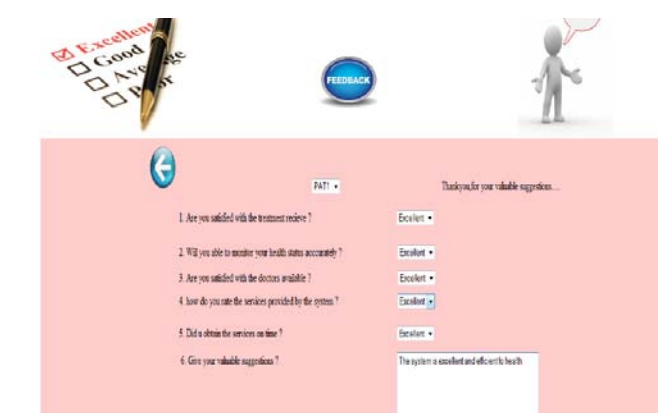 Excellent
Good
Average
Poor
FEEDBACK
PAT1
Thankyou,for your valuable suggestions....
1. Are you satisfied with the treatment recieve ?
Excellent
2. Will you able to monitor your health status acccurately ?
Excellent
3. Are you satisfied with the doctors available ?
Excellent
4. how do you rate the services provided by the system ?
Excellent
5. Did u obtain the services on time ?
Excellent
6. Give your valuable suggestions ?
The system is excellent and efficient to health